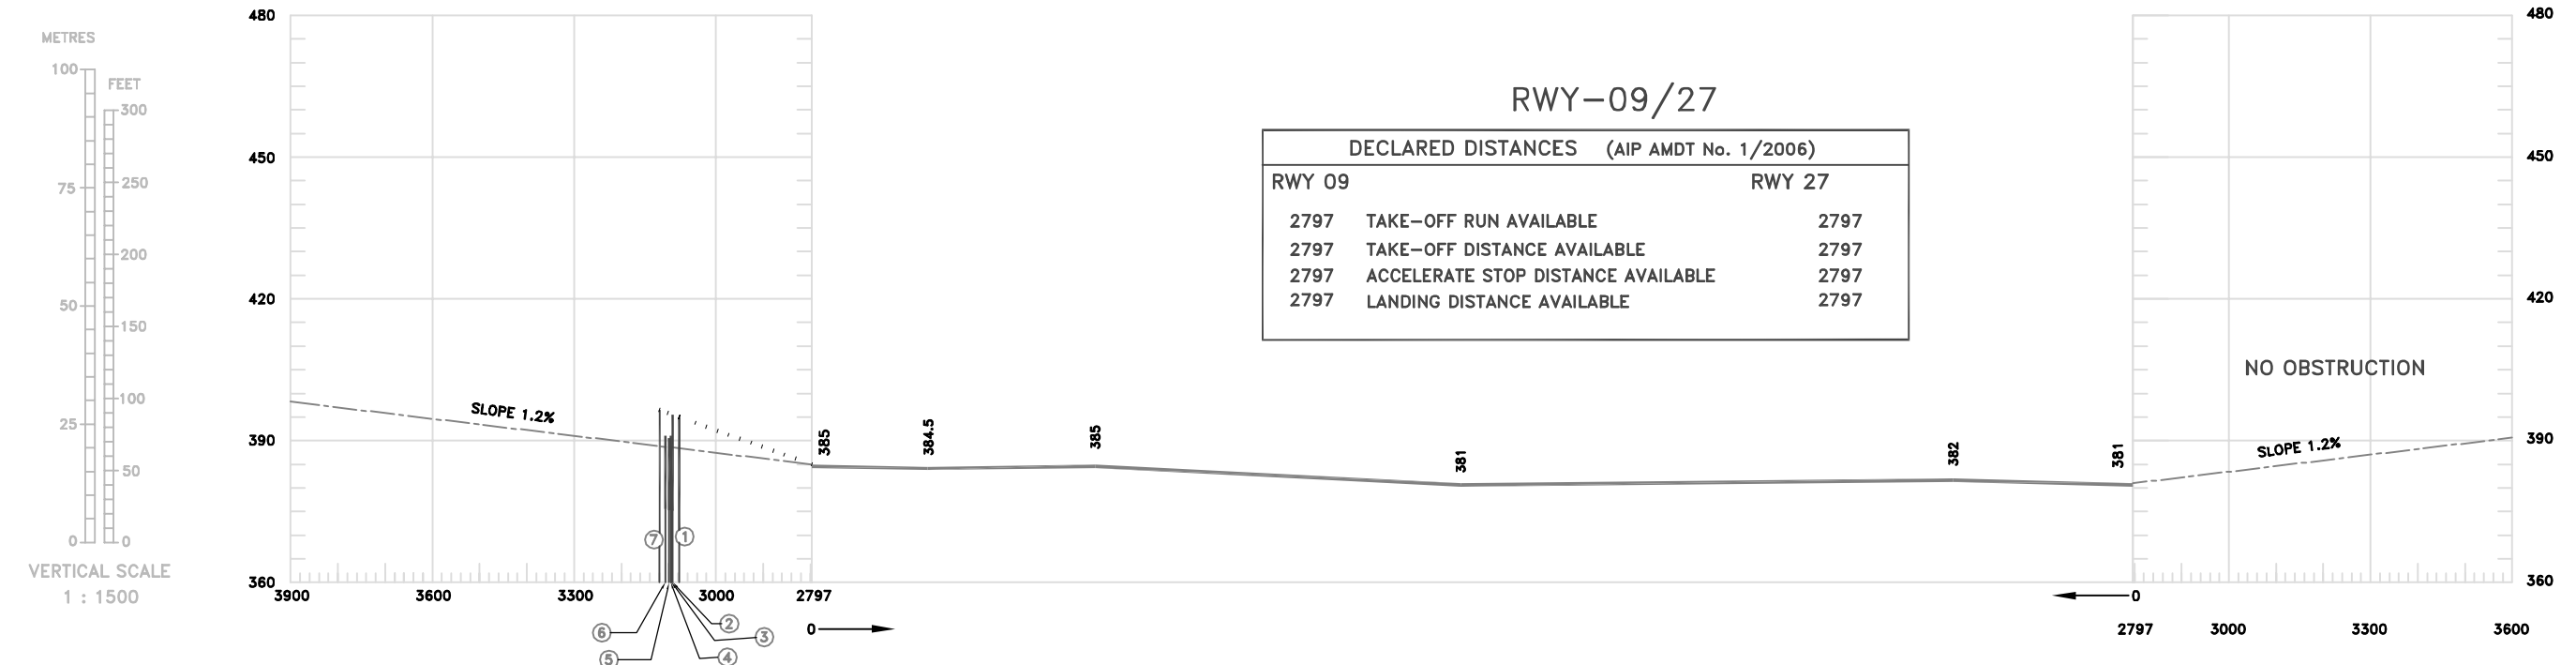 METRES
FEET
100
75
50
25
0
300
250
200
150
100
50
0
VERTICAL SCALE
1 : 1500
480
450
420
390
360
3900 3600 3300 3000 2797
SLOPE 1.2%
7 1
6 2
3
5 4
0
385 384.5 385 381 382 381
RWY-09/27
DECLARED DISTANCES (AIP AMDT No. 1/2006)
RWY 09 RWY 27
2797 TAKE-OFF RUN AVAILABLE 2797
2797 TAKE-OFF DISTANCE AVAILABLE 2797
2797 ACCELERATE STOP DISTANCE AVAILABLE 2797
2797 LANDING DISTANCE AVAILABLE 2797
NO OBSTRUCTION
SLOPE 1.2%
480
450
420
390
360
0
2797 3000 3300 3600